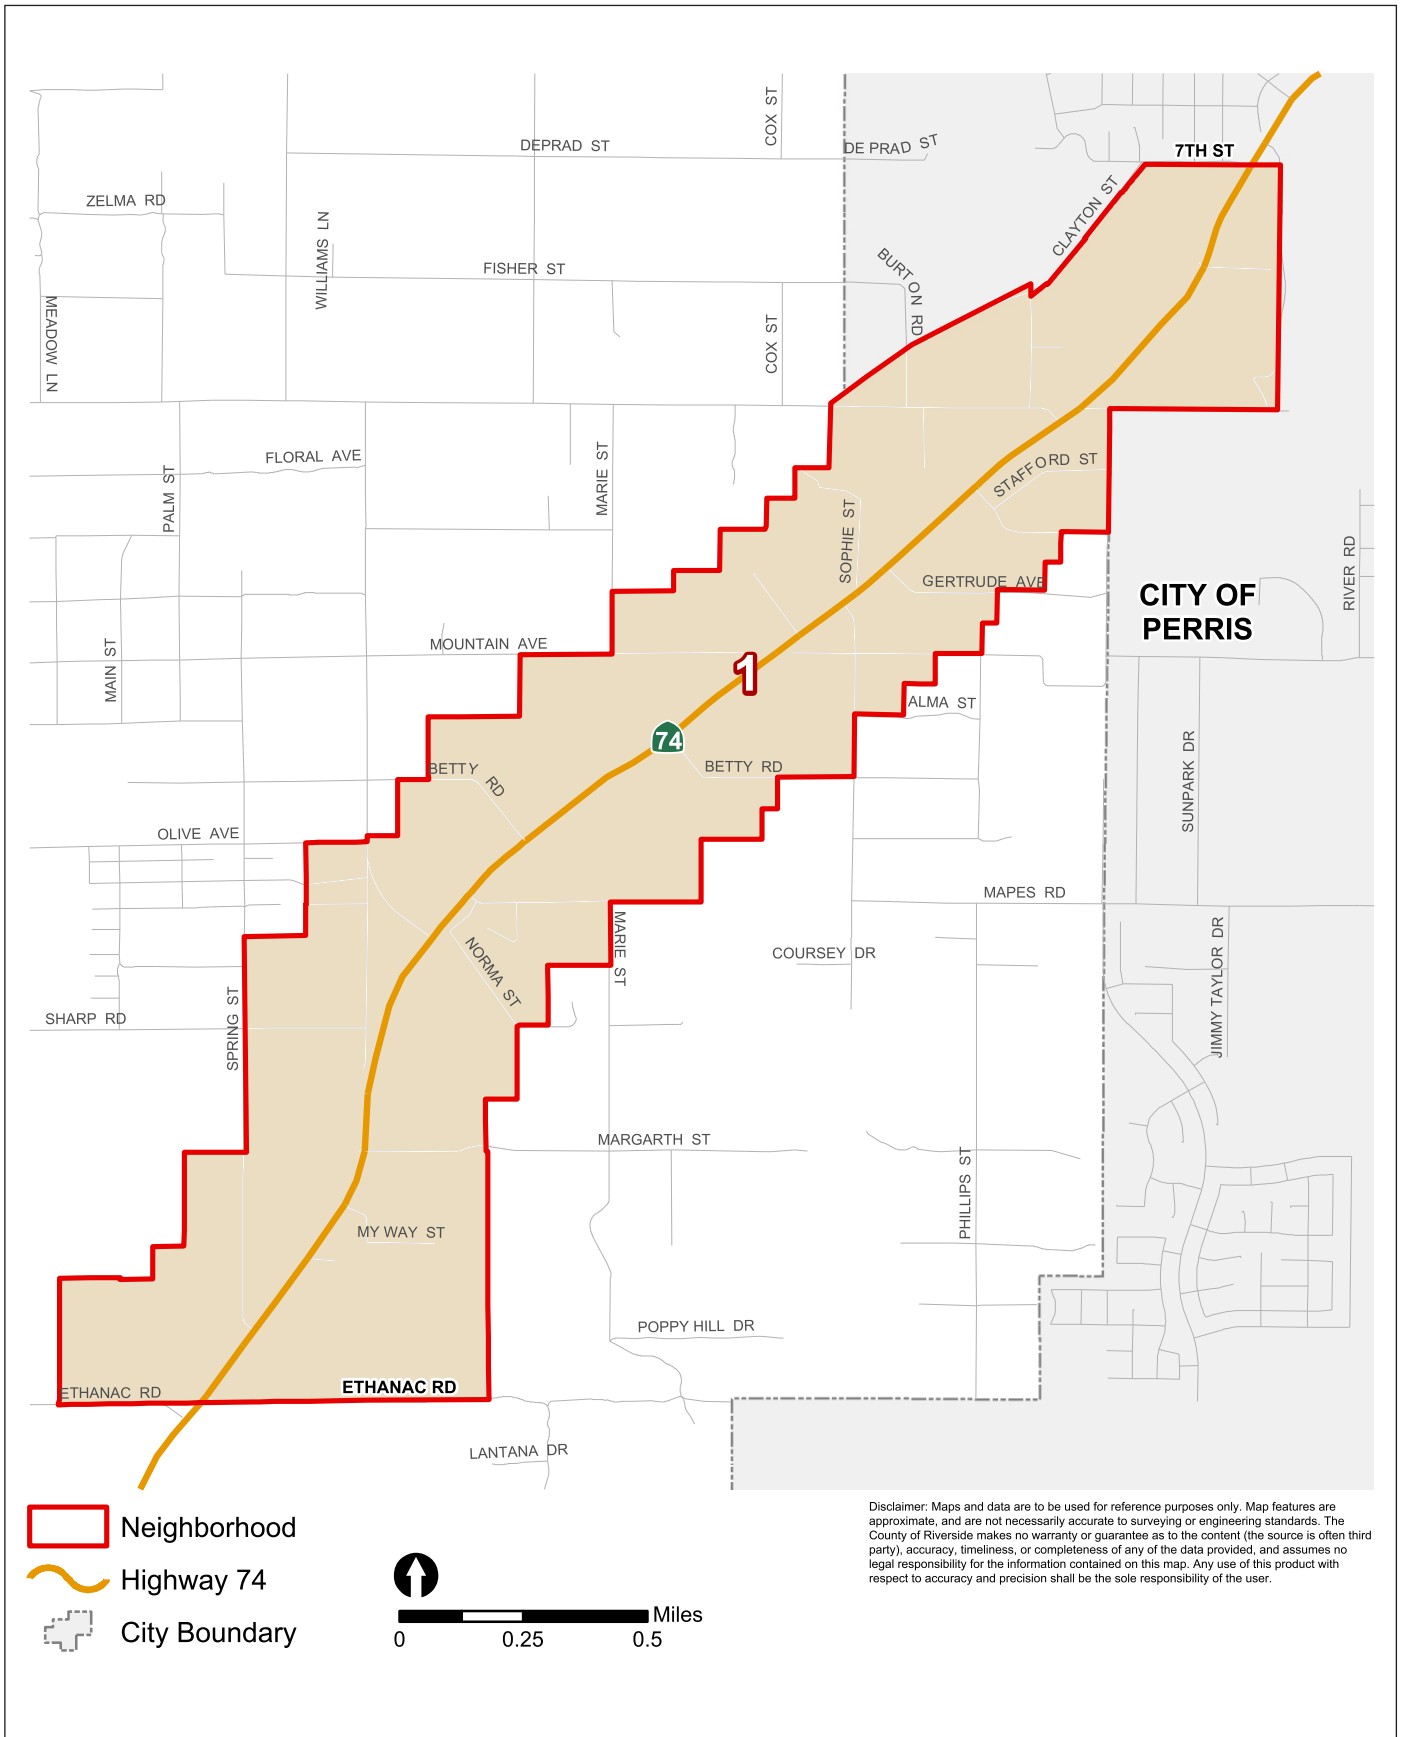 COX ST
DEPRAD ST
DE PRAD ST
7TH ST
ZELMA RD
CLAYTON ST
WILLIAMS LN
FISHER ST
BURTON RD
MEADOW LN
COX ST
FLORAL AVE
PALM ST
MARIE ST
STAFFORD ST
SOPHIE ST
RIVER RD
GERTRUDE AVE
CITY OF
PERRIS
MOUNTAIN AVE
MAIN ST
1
ALMA ST
74
BETTY RD
BETTY RD
SUNPARK DR
OLIVE AVE
MAPES RD
MARIE ST
NORMA ST
COURSEY DR
JIMMY TAYLOR DR
SHARP RD
SPRING ST
MARGARTH ST
PHILLIPS ST
MY WAY ST
POPPY HILL DR
ETHANAC RD
ETHANAC RD
LANTANA DR
Neighborhood
Highway 74
City Boundary
Miles
0 0.25 0.5
Disclaimer: Maps and data are to be used for reference purposes only. Map features are
approximate, and are not necessarily accurate to surveying or engineering standards. The
County of Riverside makes no warranty or guarantee as to the content (the source is often third
party), accuracy, timeliness, or completeness of any of the data provided, and assumes no
legal responsibility for the information contained on this map. Any use of this product with
respect to accuracy and precision shall be the sole responsibility of the user.